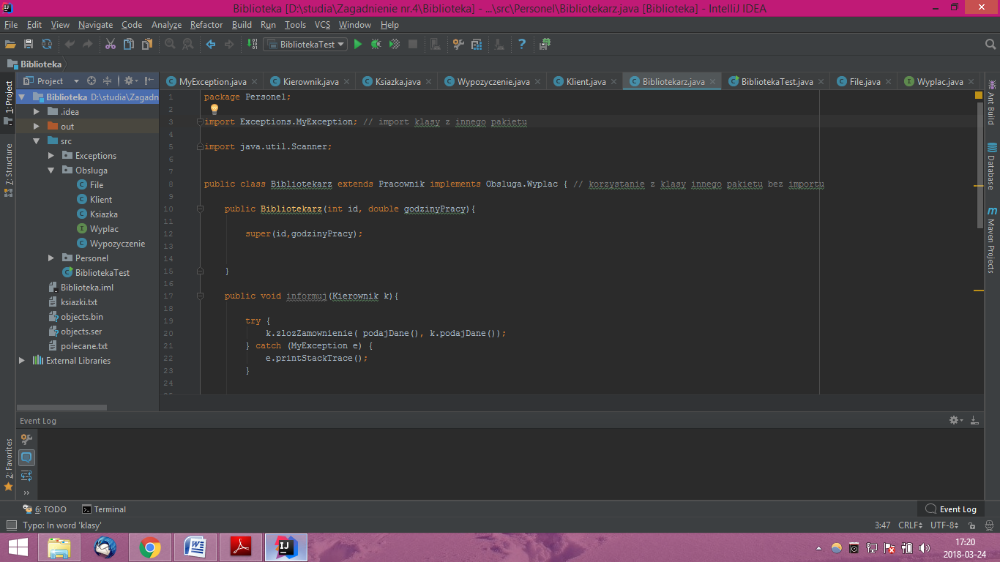 Biblioteka [D:\studia\Zagadnienie nr.4\Biblioteka] - ...\src\Personel\Bibliotekarz.java [Biblioteka] - IntelliJ IDEA
File Edit View Navigate Code Analyze Refactor Build Run Tools VCS Window Help
BibliotekaTest
Biblioteka
Project
MyException.java Kierownik.java Ksiazka.java Wypozyczenie.java Klient.java Bibliotekarz.java BibliotekaTest.java File.java Wyplac.java
1: Project
7: Structure
2: Favorites
Biblioteka D:\studia\Zagadn
.idea
out
src
Exceptions
Obsluga
File
Klient
Ksiazka
Wyplac
Wypozyczenie
Personel
BibliotekaTest
Biblioteka.iml
ksiazki.txt
objects.bin
objects.ser
polecane.txt
External Libraries
1 package Personel;
2
3 import Exceptions.MyException; // import klasy z innego pakietu
4
5 import java.util.Scanner;
6
7
8 public class Bibliotekarz extends Pracownik implements Obsluga.Wyplac { // korzystanie z klasy innego pakietu bez importu
9
10 public Bibliotekarz(int id, double godzinyPracy){
11
12 super(id,godzinyPracy);
13
14
15 }
16
17 public void informuj(Kierownik k){
18
19 try {
20 k.zlozZamownienie( podajDane(), k.podajDane());
21 } catch (MyException e) {
22 e.printStackTrace();
23 }
24
Ant Build
Database
Maven Projects
Event Log
6: TODO Terminal Event Log
Typo: In word 'klasy' 3:47 CRLF UTF-8
17:20
2018-03-24